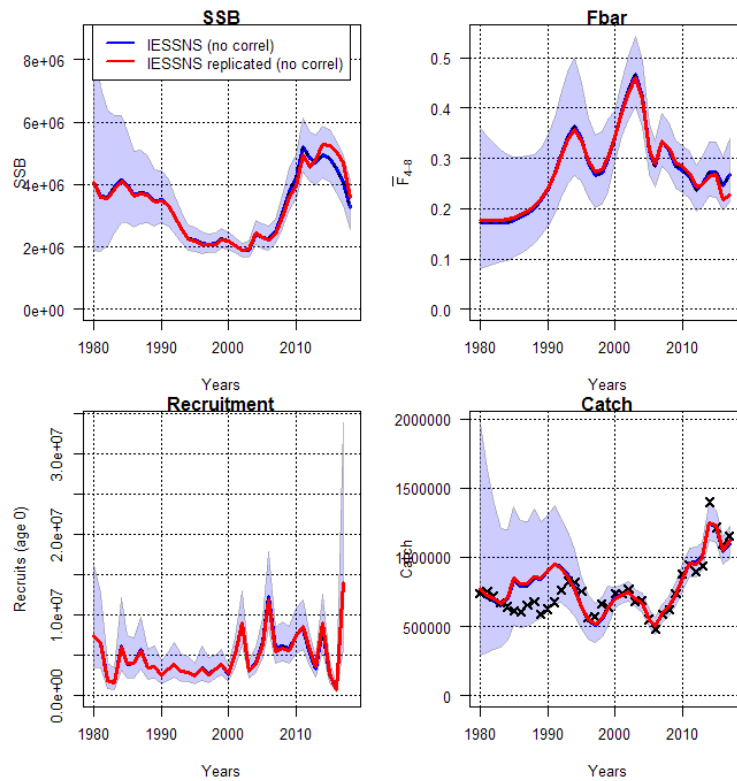 SSB
8e+06
6e+06
4e+06
2e+06
0e+00
SSB
IESSNS (no correl)
IESSNS replicated (no correl)
1980 1990 2000 2010
Years
Fbar
0.5
0.4
0.3
0.2
0.1
0.0
F̅4-8
1980 1990 2000 2010
Years
Recruitment
3.0e+07
2.0e+07
1.0e+07
0.0e+00
Recruits (age 0)
1980 1990 2000 2010
Years
Catch
2000000
1500000
1000000
500000
0
Catch
1980 1990 2000 2010
Years